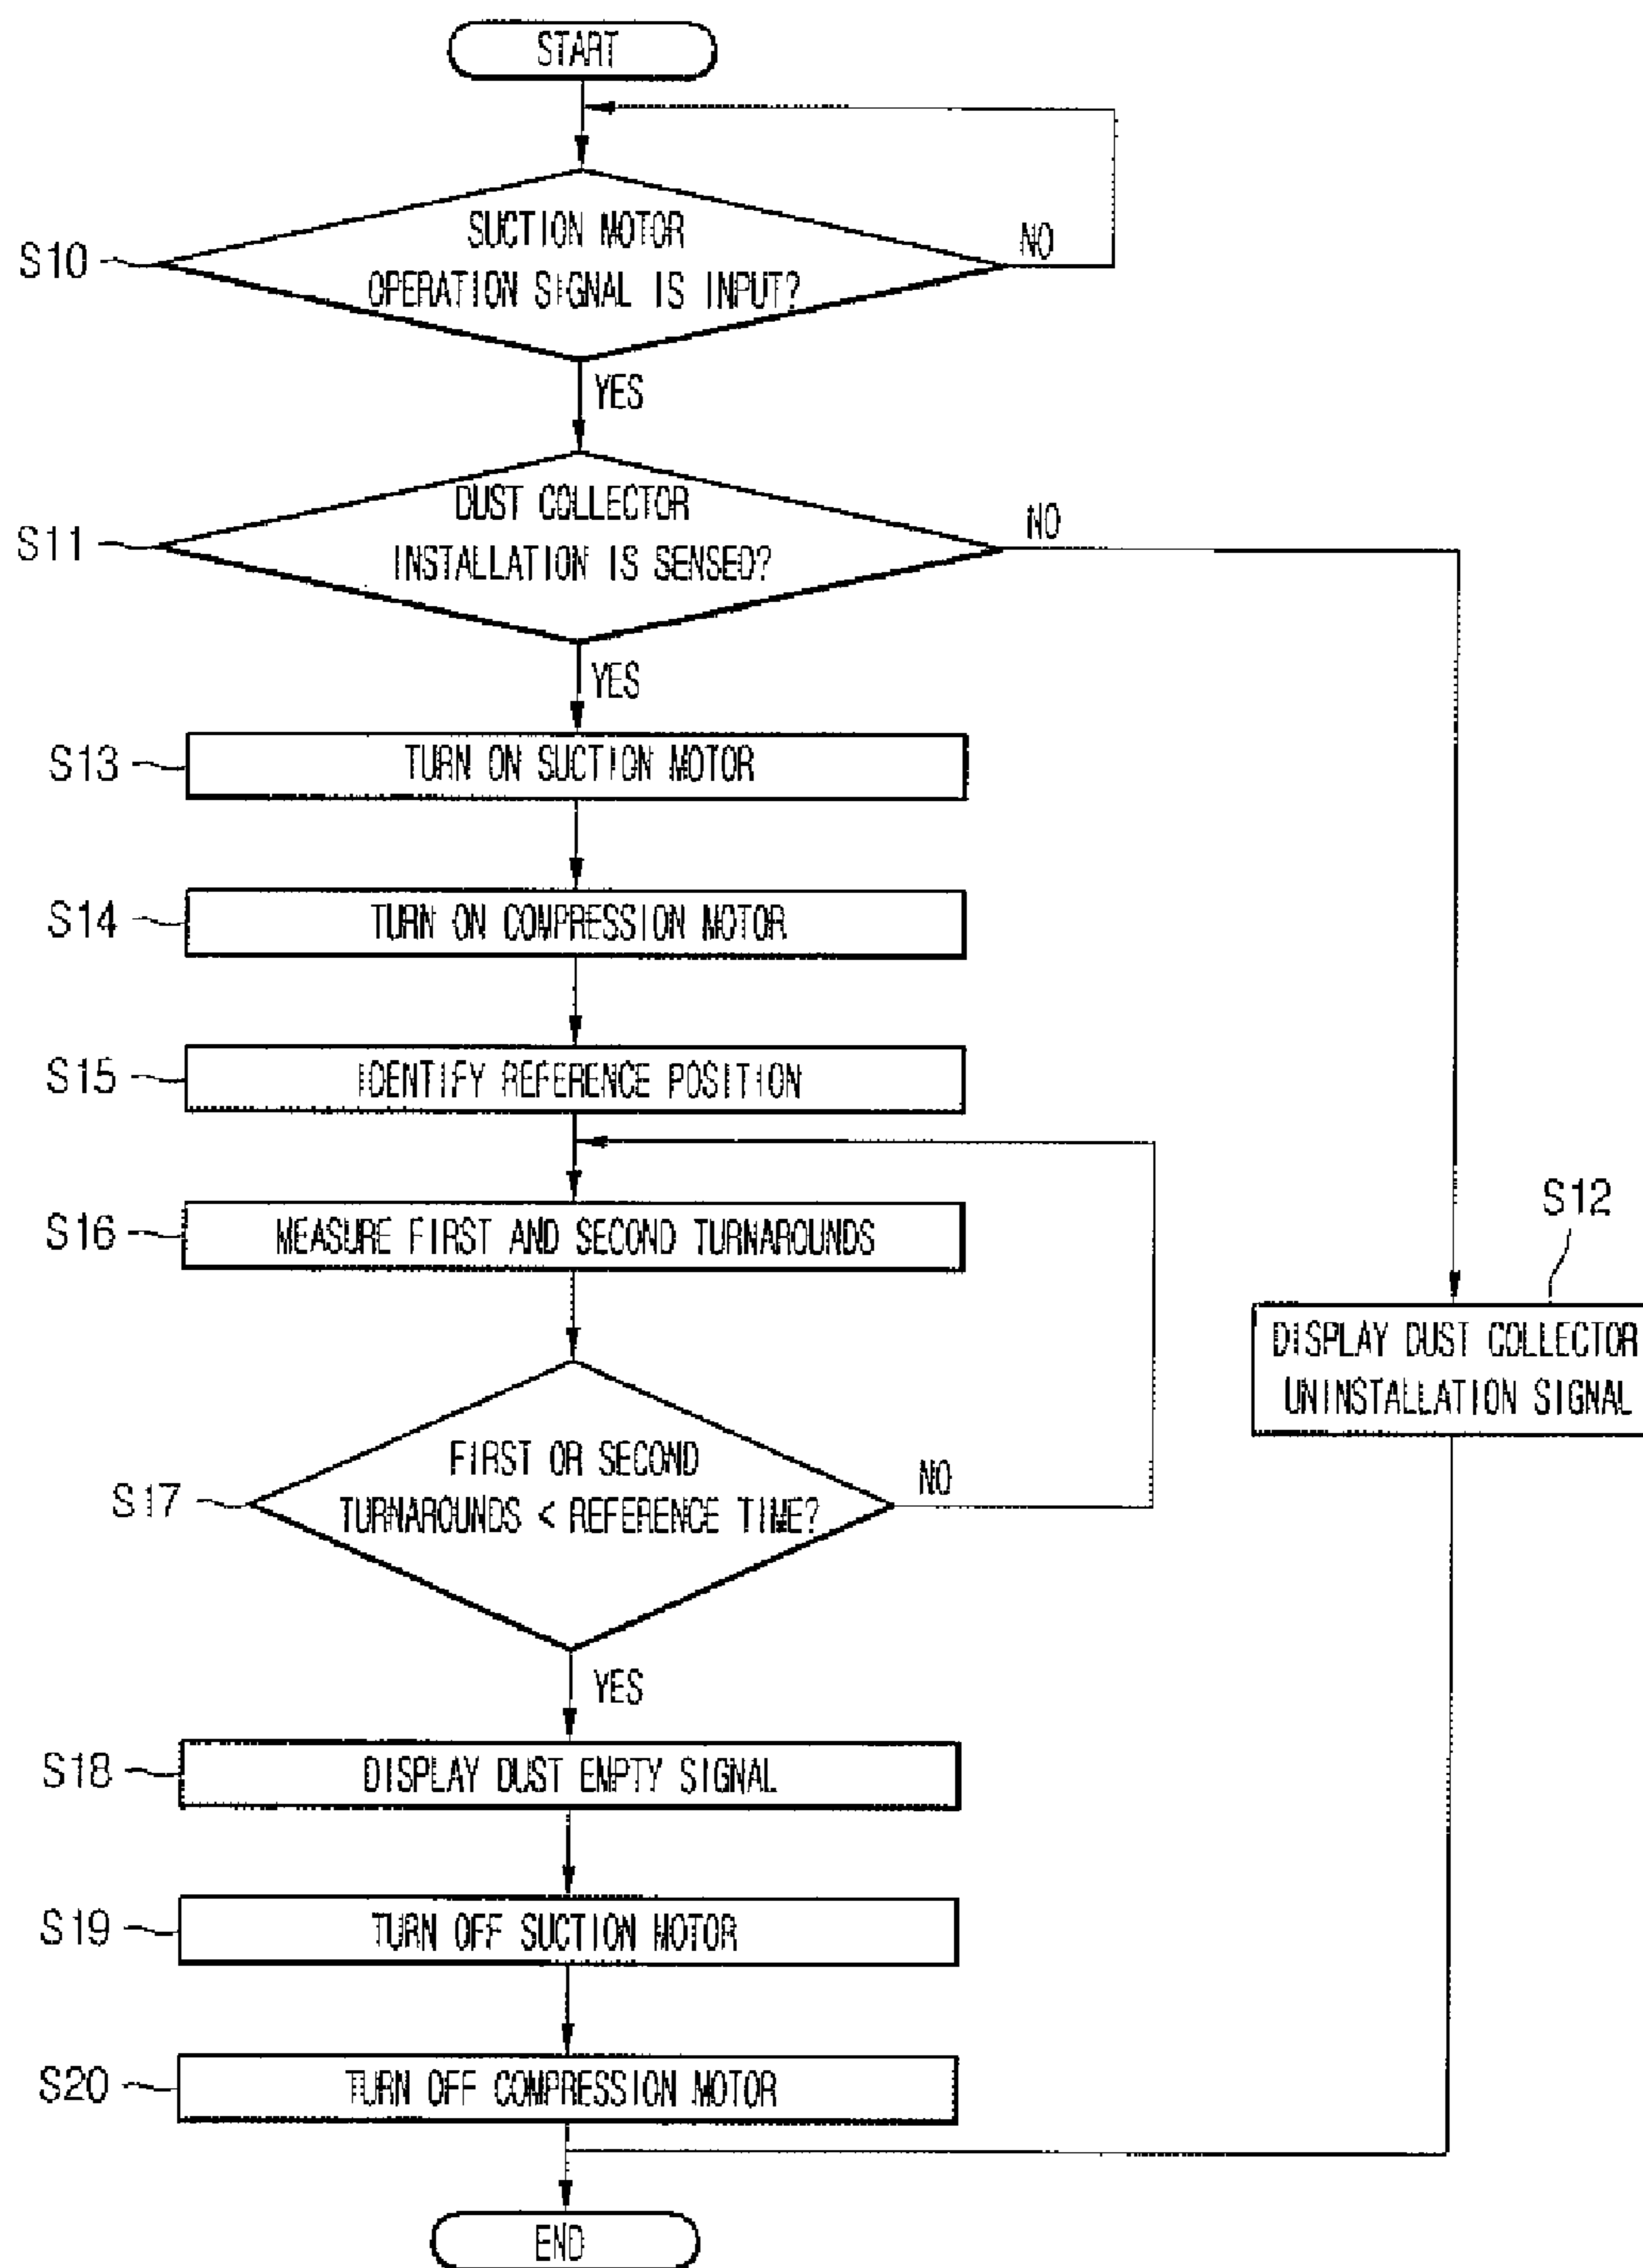 START
S10
SUCTION MOTOR
OPERATION SIGNAL IS INPUT?
NO
YES
S11
DUST COLLECTOR
INSTALLATION IS SENSED?
NO
YES
S13
TURN ON SUCTION MOTOR
S14
TURN ON COMPRESSION MOTOR
S15
IDENTIFY REFERENCE POSITION
S16
MEASURE FIRST AND SECOND TURNAROUNDS
S12
DISPLAY DUST COLLECTOR
UNINSTALLATION SIGNAL
S17
FIRST OR SECOND
TURNAROUNDS < REFERENCE TIME?
NO
YES
S18
DISPLAY DUST EMPTY SIGNAL
S19
TURN OFF SUCTION MOTOR
S20
TURN OFF COMPRESSION MOTOR
END